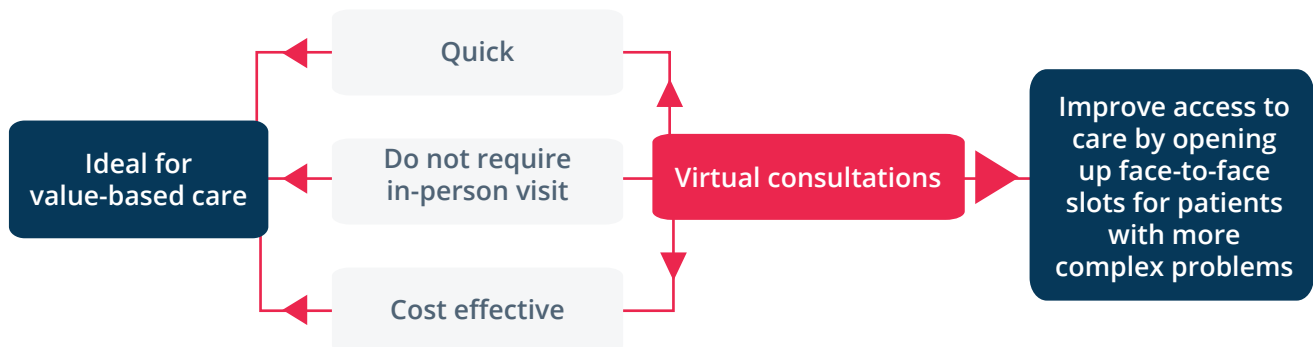 Quick
Ideal for
value-based care
Do not require
in-person visit
Cost effective
Virtual consultations
Improve access to
care by opening
up face-to-face
slots for patients
with more
complex problems